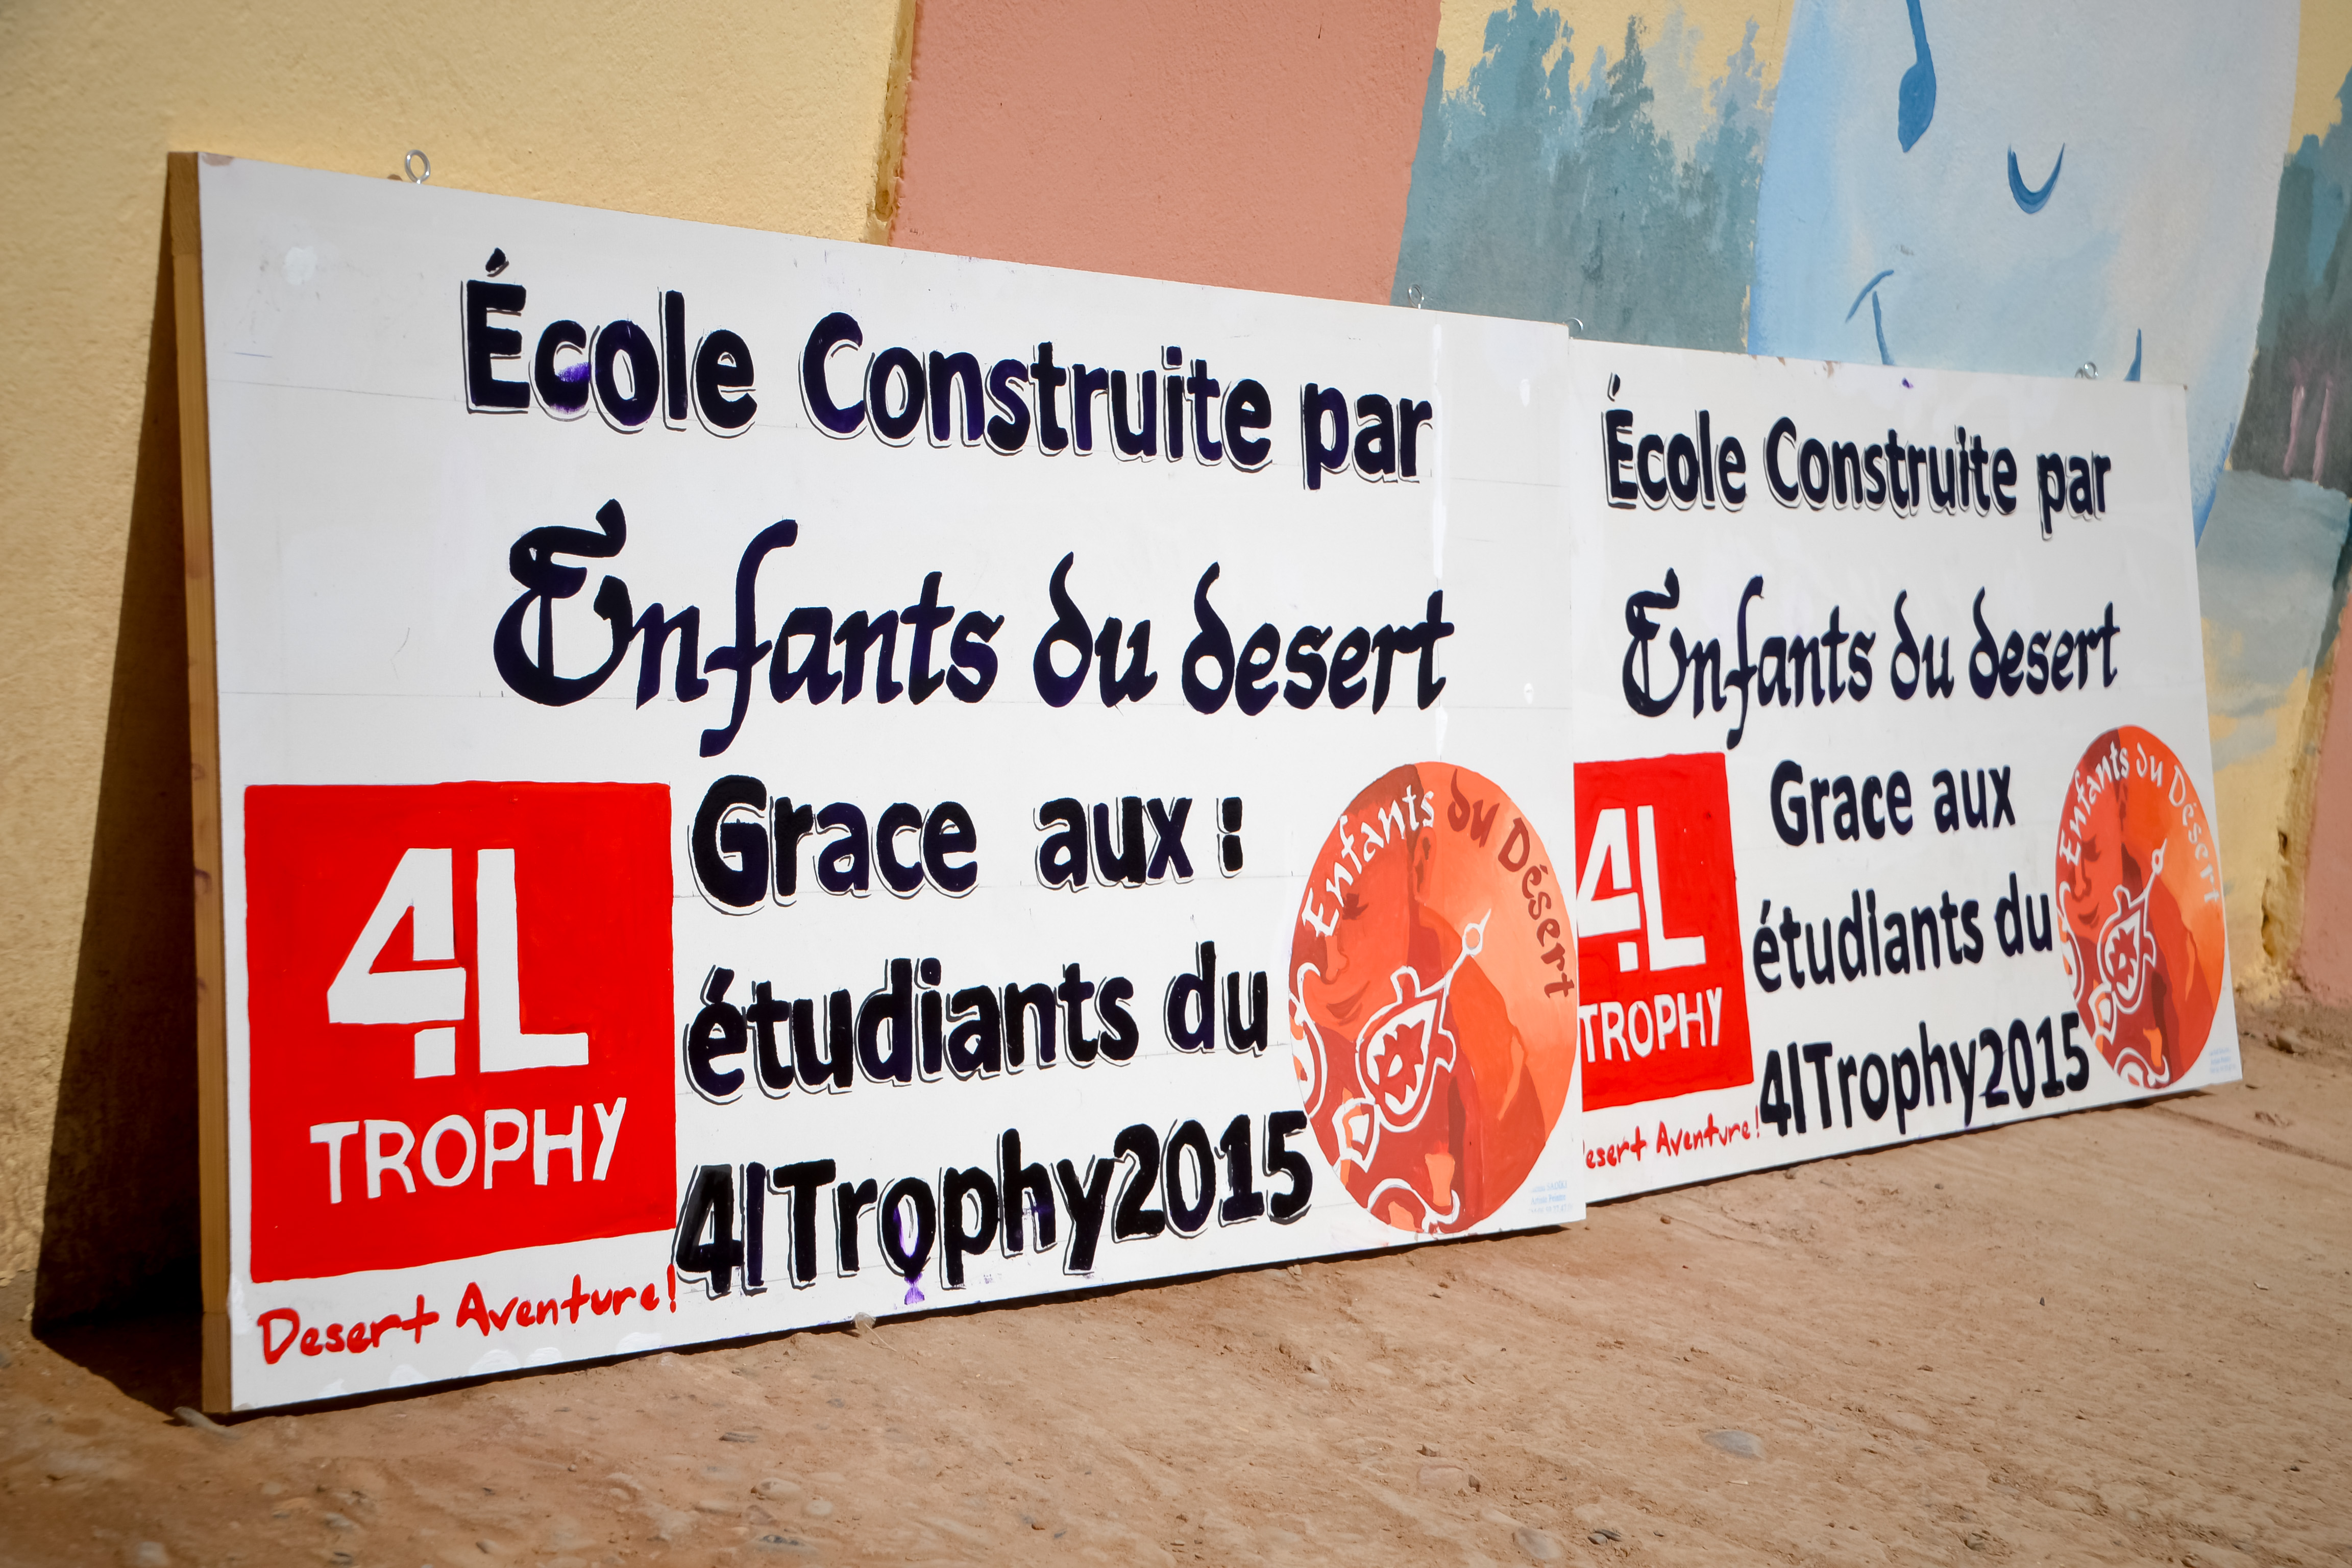 École Construite par
Enfants du desert
4L
TROPHY
Desert Aventure!
Grace aux :
étudiants du
4lTrophy2015
Enfants du Désert
École Construite par
Enfants du desert
4L
TROPHY
esert Aventure!
Grace aux
étudiants du
4lTrophy2015
Enfants du Désert